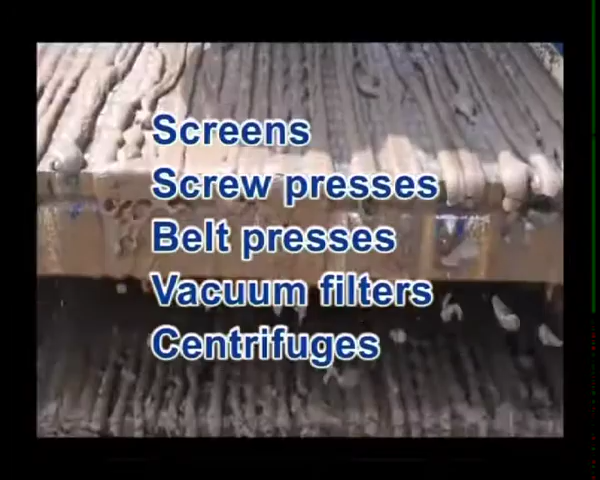 Screens
Screw presses
Belt presses
Vacuum filters
Centrifuges